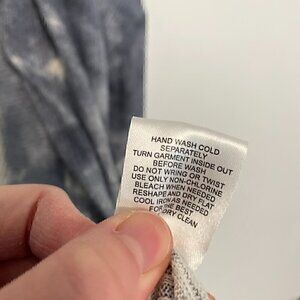 HAND WASH COLD
SEPARATELY
TURN GARMENT INSIDE OUT
BEFORE WASH
DO NOT WRING OR TWIST
USE ONLY NON-CHLORINE
BLEACH WHEN NEEDED
RESHAPE AND DRY FLAT
COOL IRON AS NEEDED
FOR THE BEST
DRY CLEAN